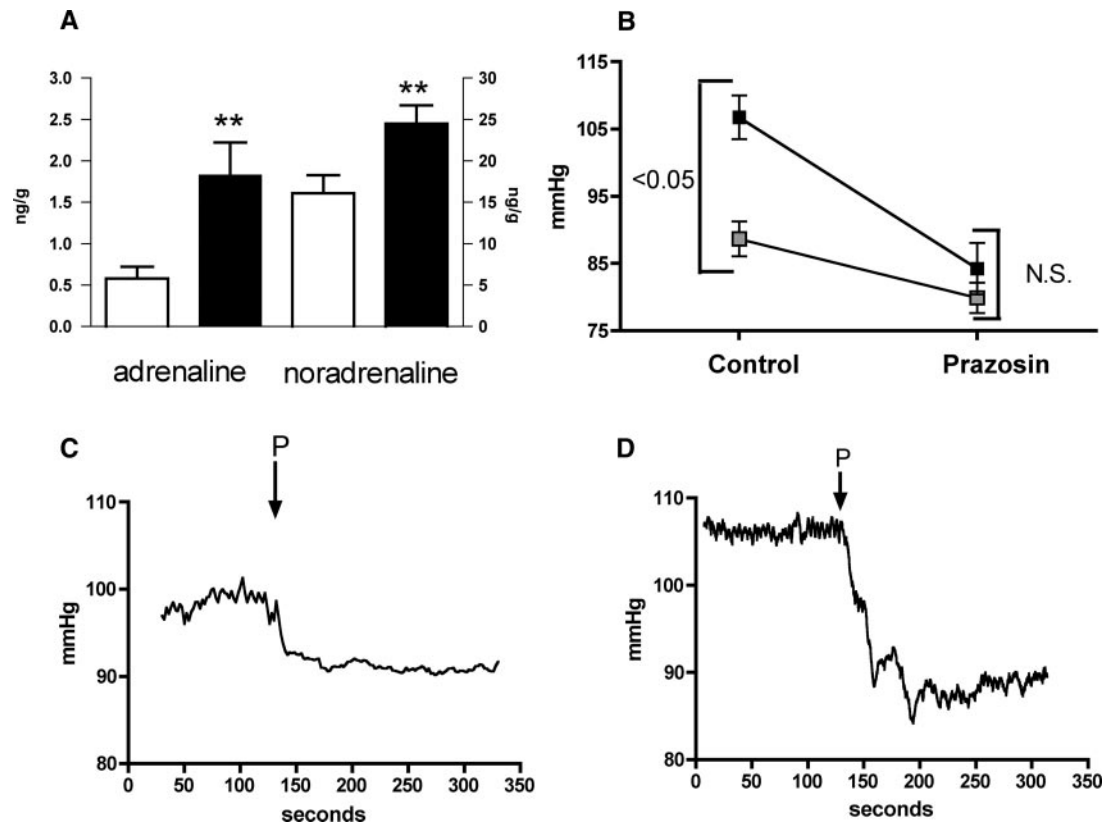 A
3.0
2.5
2.0
1.5
1.0
0.5
0.0
ng/g
**
**
30
25
20
15
10
5
0
ng/g
adrenaline noradrenaline
B
115
105
95
85
75
mmHg
<0.05
N.S.
Control Prazosin
C
P
110
100
90
80
mmHg
0 50 100 150 200 250 300 350
seconds
D
P
110
100
90
80
mmHg
0 50 100 150 200 250 300 350
seconds